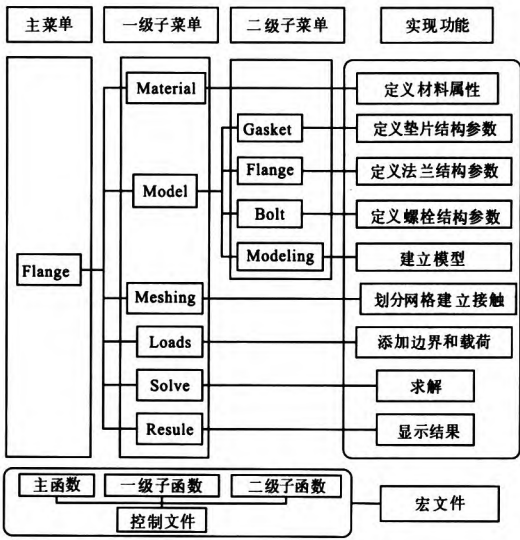 主菜单 一级子菜单 二级子菜单 实现功能
Material 定义材料属性
Gasket 定义垫片结构参数
Model Flange 定义法兰结构参数
Bolt 定义螺栓结构参数
Flange Modeling 建立模型
Meshing 划分网格建立接触
Loads 添加边界和载荷
Solve 求解
Resule 显示结果
主函数 一级子函数 二级子函数 宏文件
控制文件